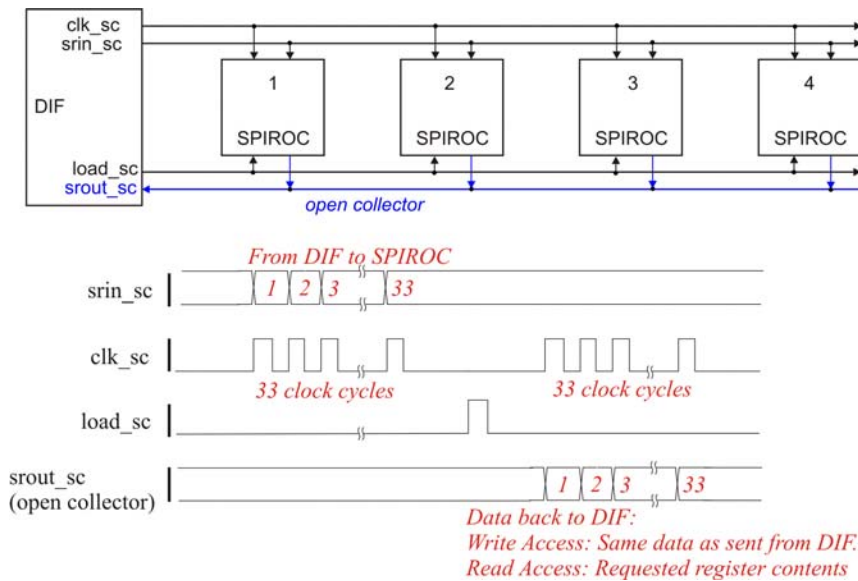 clk_sc
srin_sc
DIF
1
2
3
4
SPIROC
SPIROC
SPIROC
SPIROC
load_sc
srout_sc
open collector
From DIF to SPIROC
srin_sc
1 2 3 33
clk_sc
33 clock cycles
33 clock cycles
load_sc
srout_sc
(open collector)
1 2 3 33
Data back to DIF:
Write Access: Same data as sent from DIF.
Read Access: Requested register contents